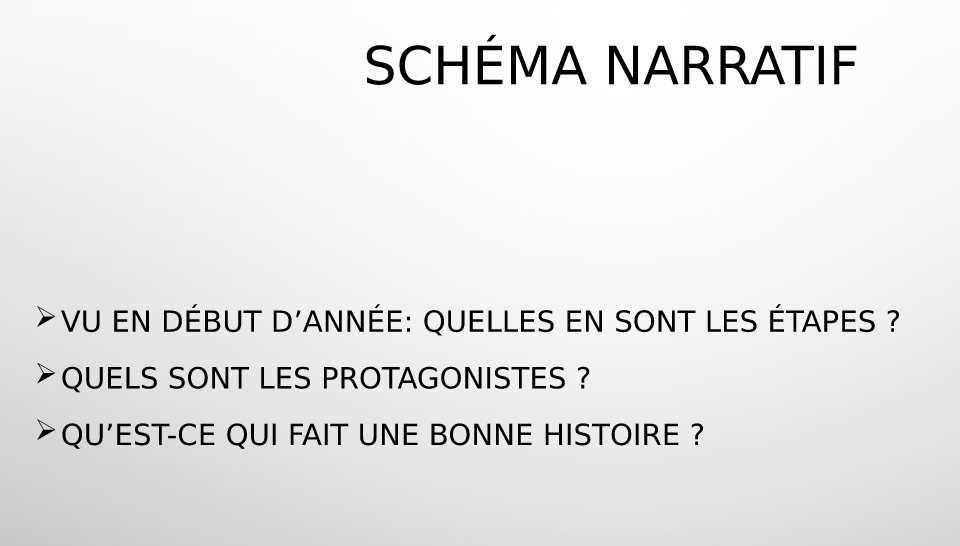 SCHÉMA NARRATIF
➢VU EN DÉBUT D’ANNÉE: QUELLES EN SONT LES ÉTAPES ?
➢QUELS SONT LES PROTAGONISTES ?
➢QU’EST-CE QUI FAIT UNE BONNE HISTOIRE ?